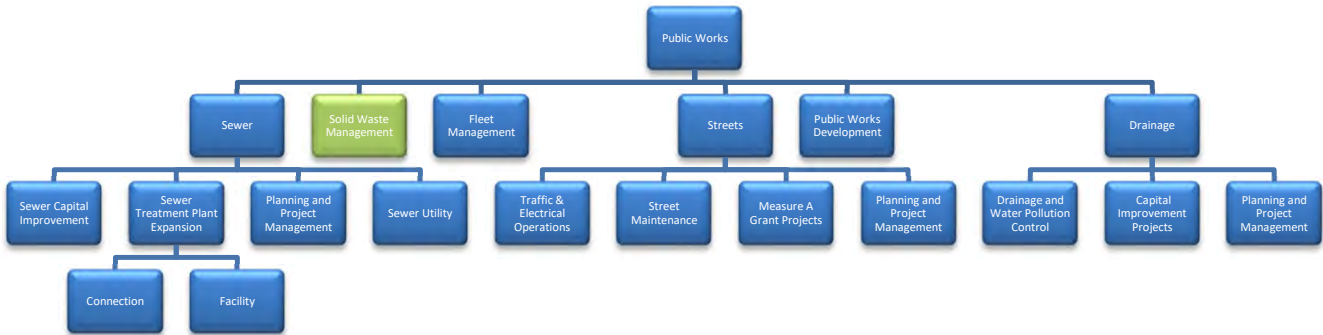 Public Works
Sewer
Solid Waste
Management
Fleet
Management
Streets
Public Works
Development
Drainage
Sewer Capital
Improvement
Sewer
Treatment Plant
Expansion
Planning and
Project
Management
Sewer Utility
Traffic &
Electrical
Operations
Street
Maintenance
Measure A
Grant Projects
Planning and
Project
Management
Drainage and
Water Pollution
Control
Capital
Improvement
Projects
Planning and
Project
Management
Connection
Facility